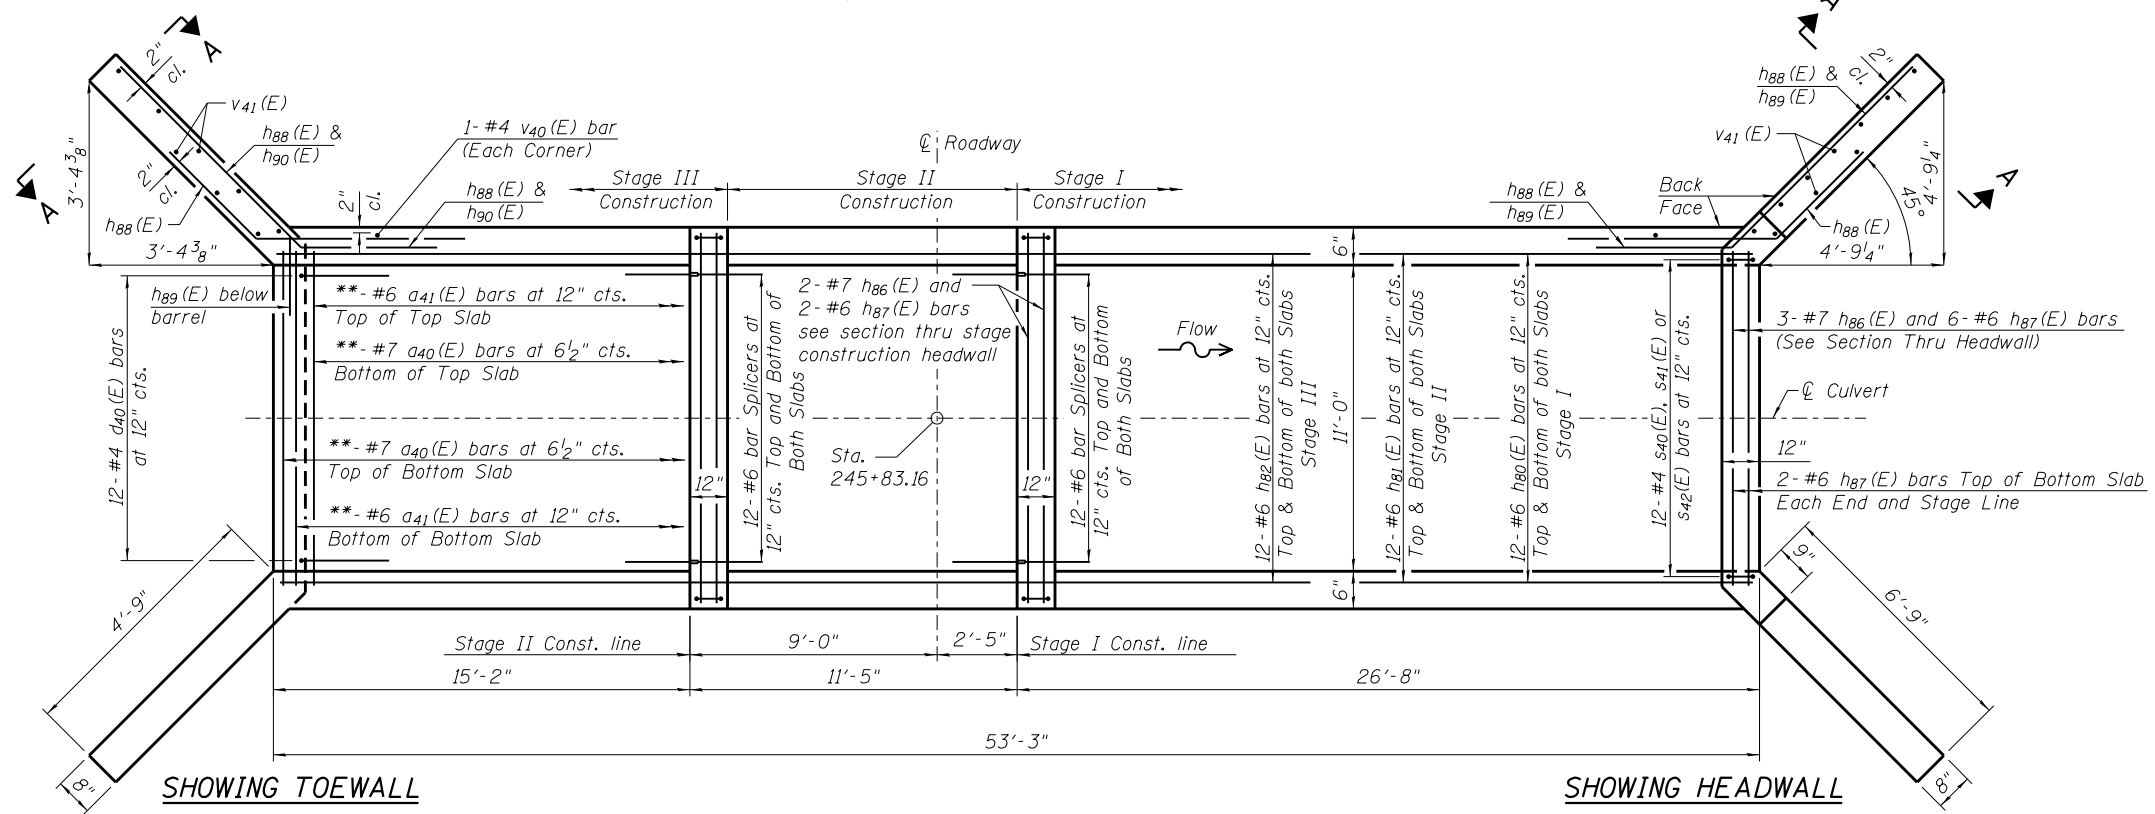 A
A
2" cl.
2" cl.
v41(E)
h88(E) &
h90(E)
1-#4 v40(E) bar
(Each Corner)
℄ Roadway
h88(E) &
h89(E)
v41(E)
3'-4 3/8"
2" cl.
h88(E)
3'-4 3/8"
A
2" cl.
h88(E) &
h90(E)
Stage III
Construction
Stage II
Construction
Stage I
Construction
h88(E) &
h89(E)
Back
Face
45°
4'-9 1/4"
A
h88(E)
4'-9 1/4"
6"
h89(E) below
barrel
**-#6 a41(E) bars at 12" cts.
Top of Top Slab
**-#7 a40(E) bars at 6 1/2" cts.
Bottom of Top Slab
**-#7 a40(E) bars at 6 1/2" cts.
Top of Bottom Slab
**-#6 a41(E) bars at 12" cts.
Bottom of Bottom Slab
12-#4 d40(E) bars
at 12" cts.
12"
12-#6 bar Splicers at
12" cts. Top and Bottom of
Both Slabs
2-#7 h86(E) and
2-#6 h87(E) bars
see section thru stage
construction headwall
Sta.
245+83.16
12"
12-#6 bar Splicers at
12" cts. Top and Bottom
of Both Slabs
Flow
12-#6 h82(E) bars at 12" cts.
Top & Bottom of both Slabs
Stage III
11'-0"
12-#6 h81(E) bars at 12" cts.
Top & Bottom of both Slabs
Stage II
12-#6 h80(E) bars at 12" cts.
Top & Bottom of both Slabs
Stage I
12-#4 s40(E), s41(E) or
s42(E) bars at 12" cts.
3-#7 h86(E) and 6-#6 h87(E) bars
(See Section Thru Headwall)
℄ Culvert
12"
2-#6 h87(E) bars Top of Bottom Slab
Each End and Stage Line
6"
4'-9"
8"
9"
6'-9"
8"
Stage II Const. line
9'-0"
2'-5"
Stage I Const. line
15'-2"
11'-5"
26'-8"
53'-3"
SHOWING TOEWALL
SHOWING HEADWALL